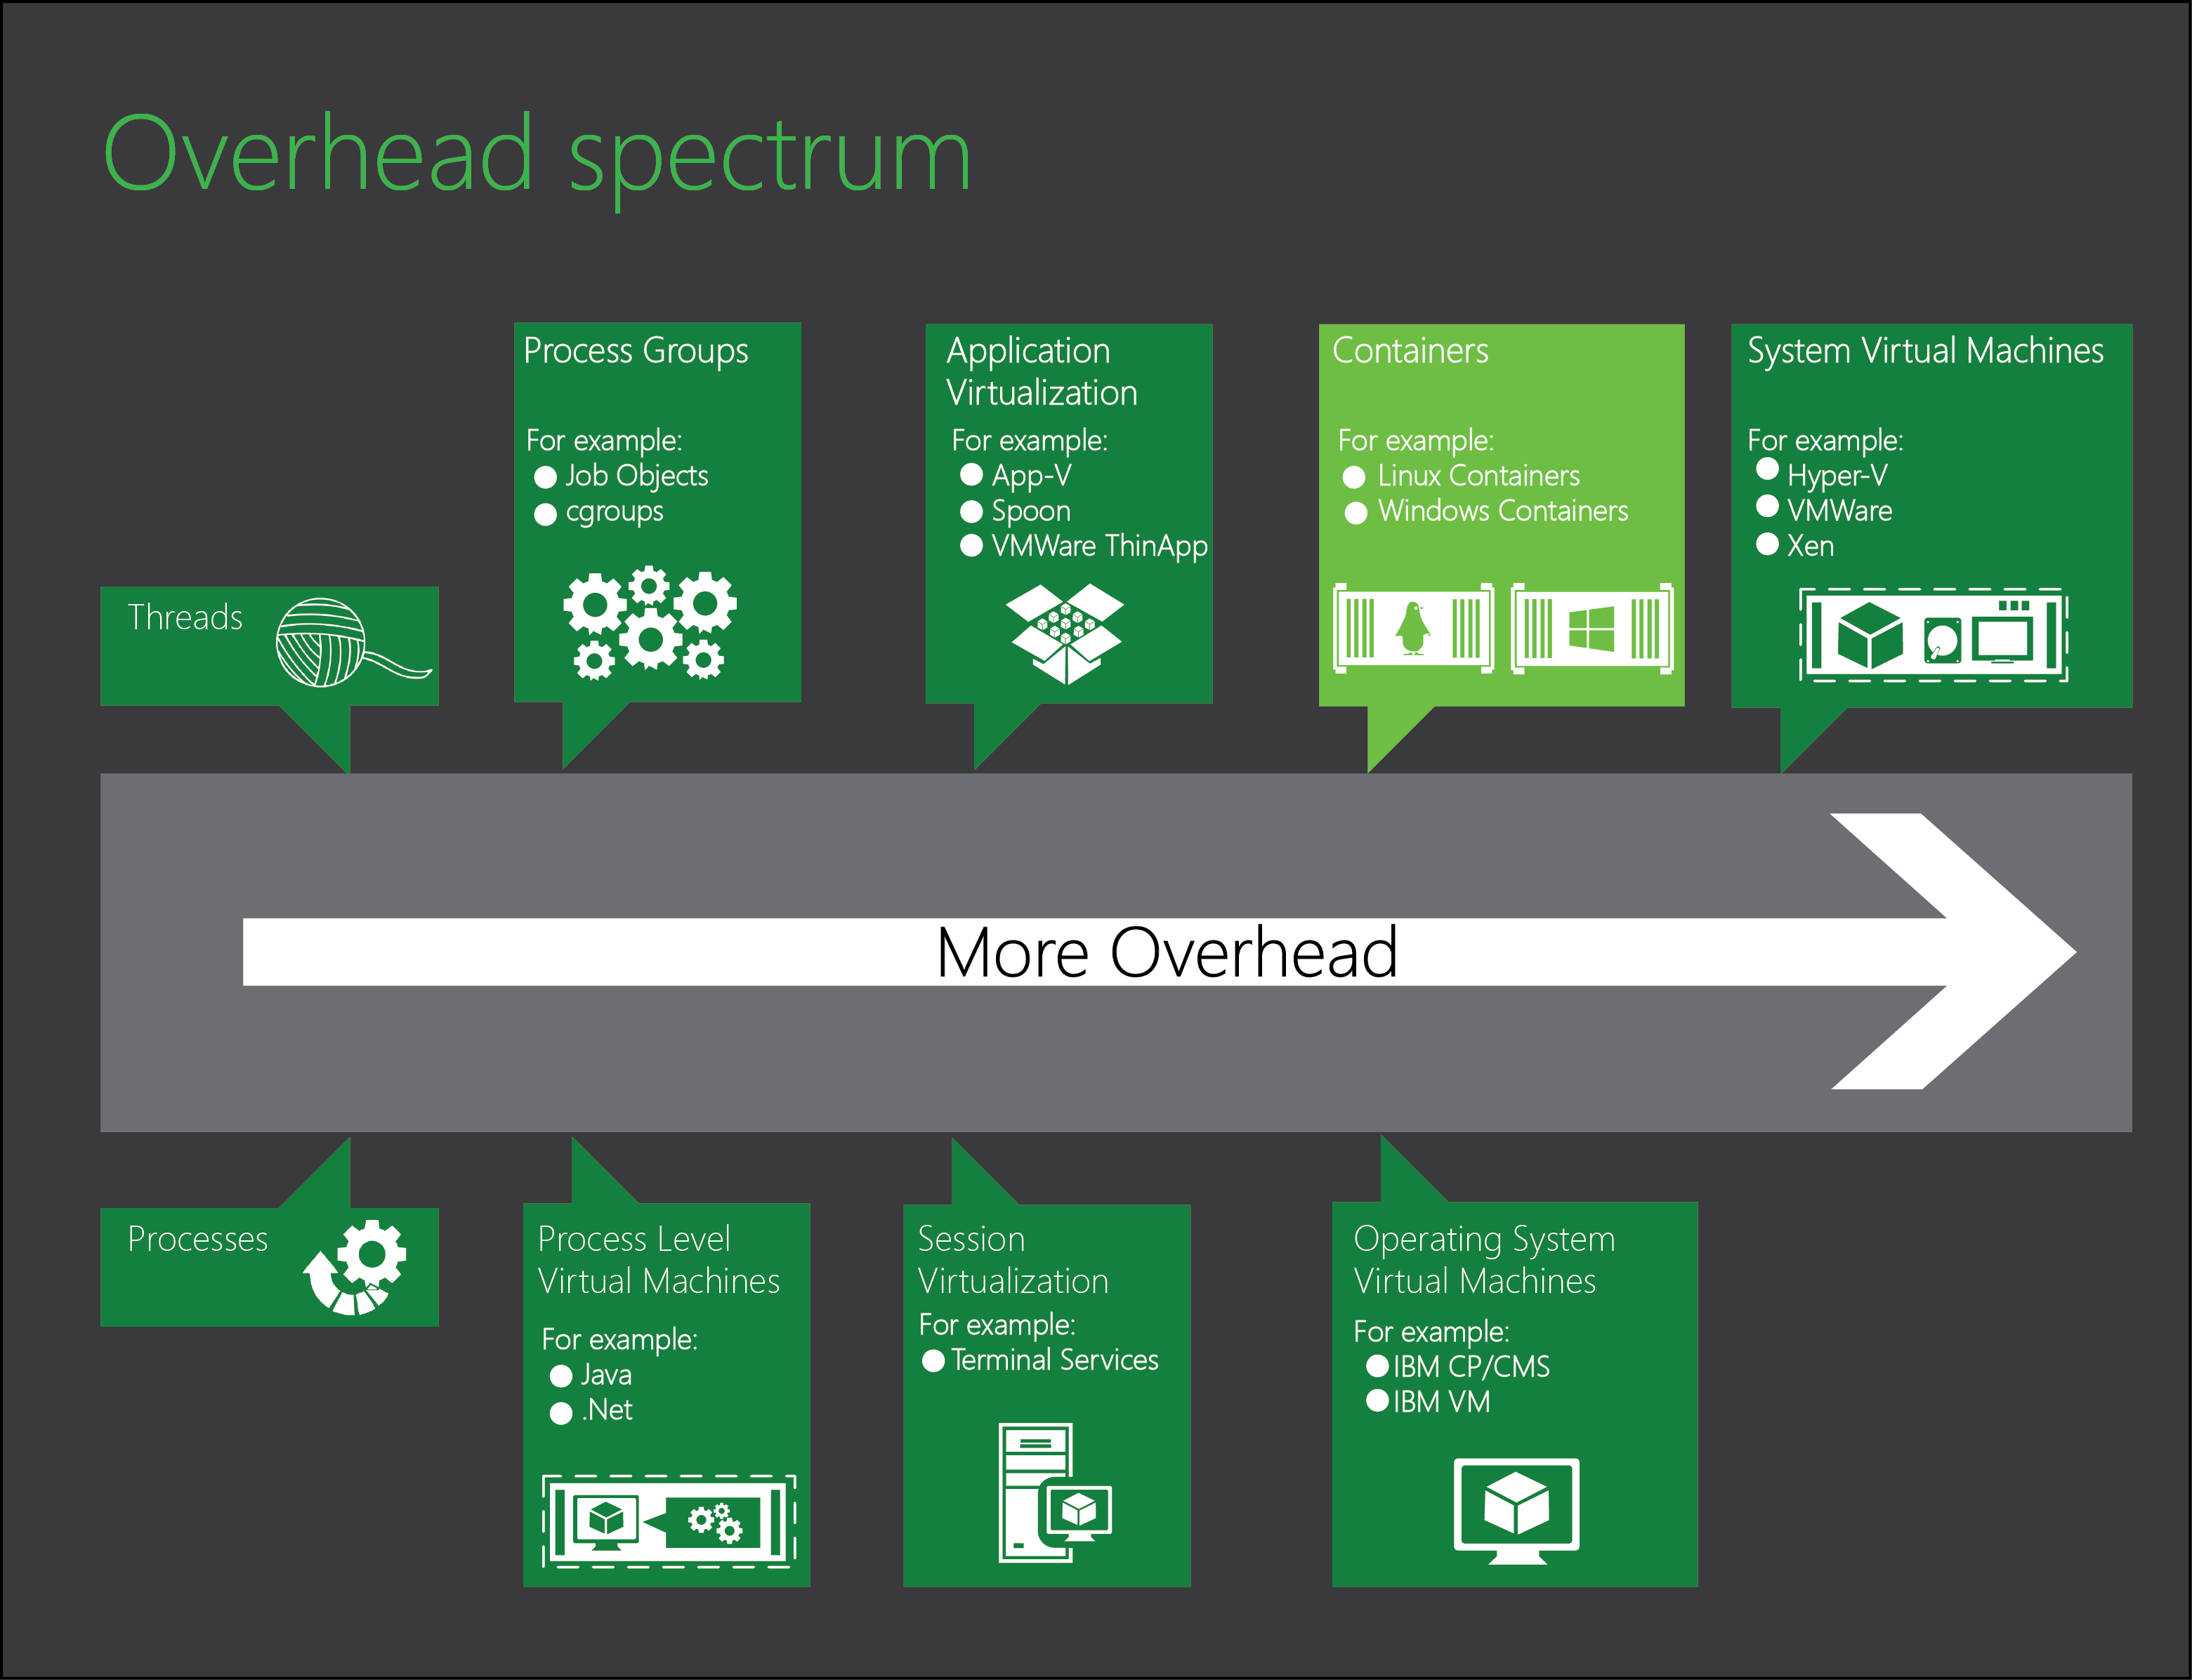 Overhead spectrum
Threads
Process Groups
For example:
Job Objects
cgroups
Application
Virtualization
For example:
App-V
Spoon
VMWare ThinApp
Containers
For example:
Linux Containers
Windows Containers
System Virtual Machines
For example:
Hyper-V
VMWare
Xen
More Overhead
Processes
Process Level
Virtual Machines
For example:
Java
.Net
Session
Virtualization
For example:
Terminal Services
Operating System
Virtual Machines
For example:
IBM CP/CMS
IBM VM